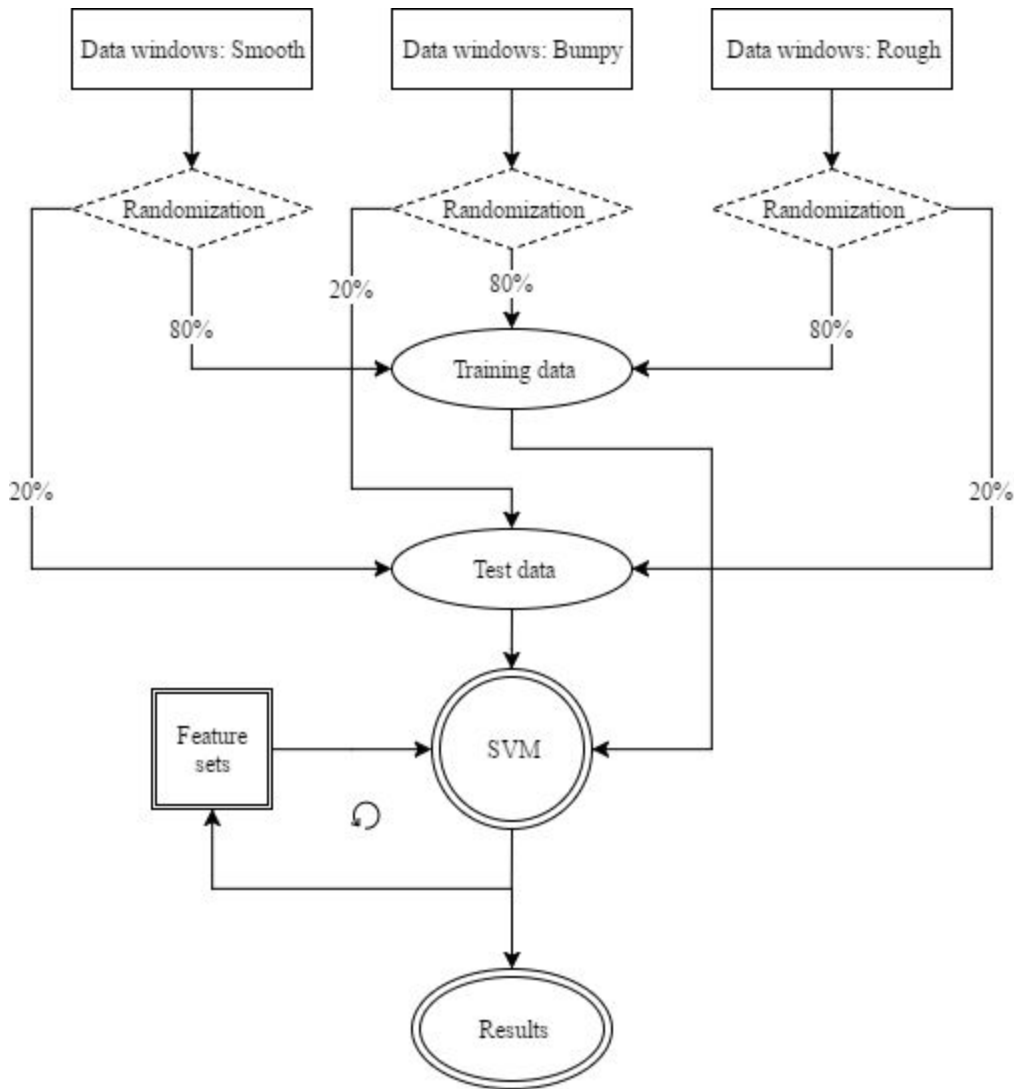 Data windows: Smooth
Data windows: Bumpy
Data windows: Rough
Randomization
Randomization
Randomization
20%
80%
80%
80%
Training data
20%
20%
Test data
Feature
sets
SVM
Results